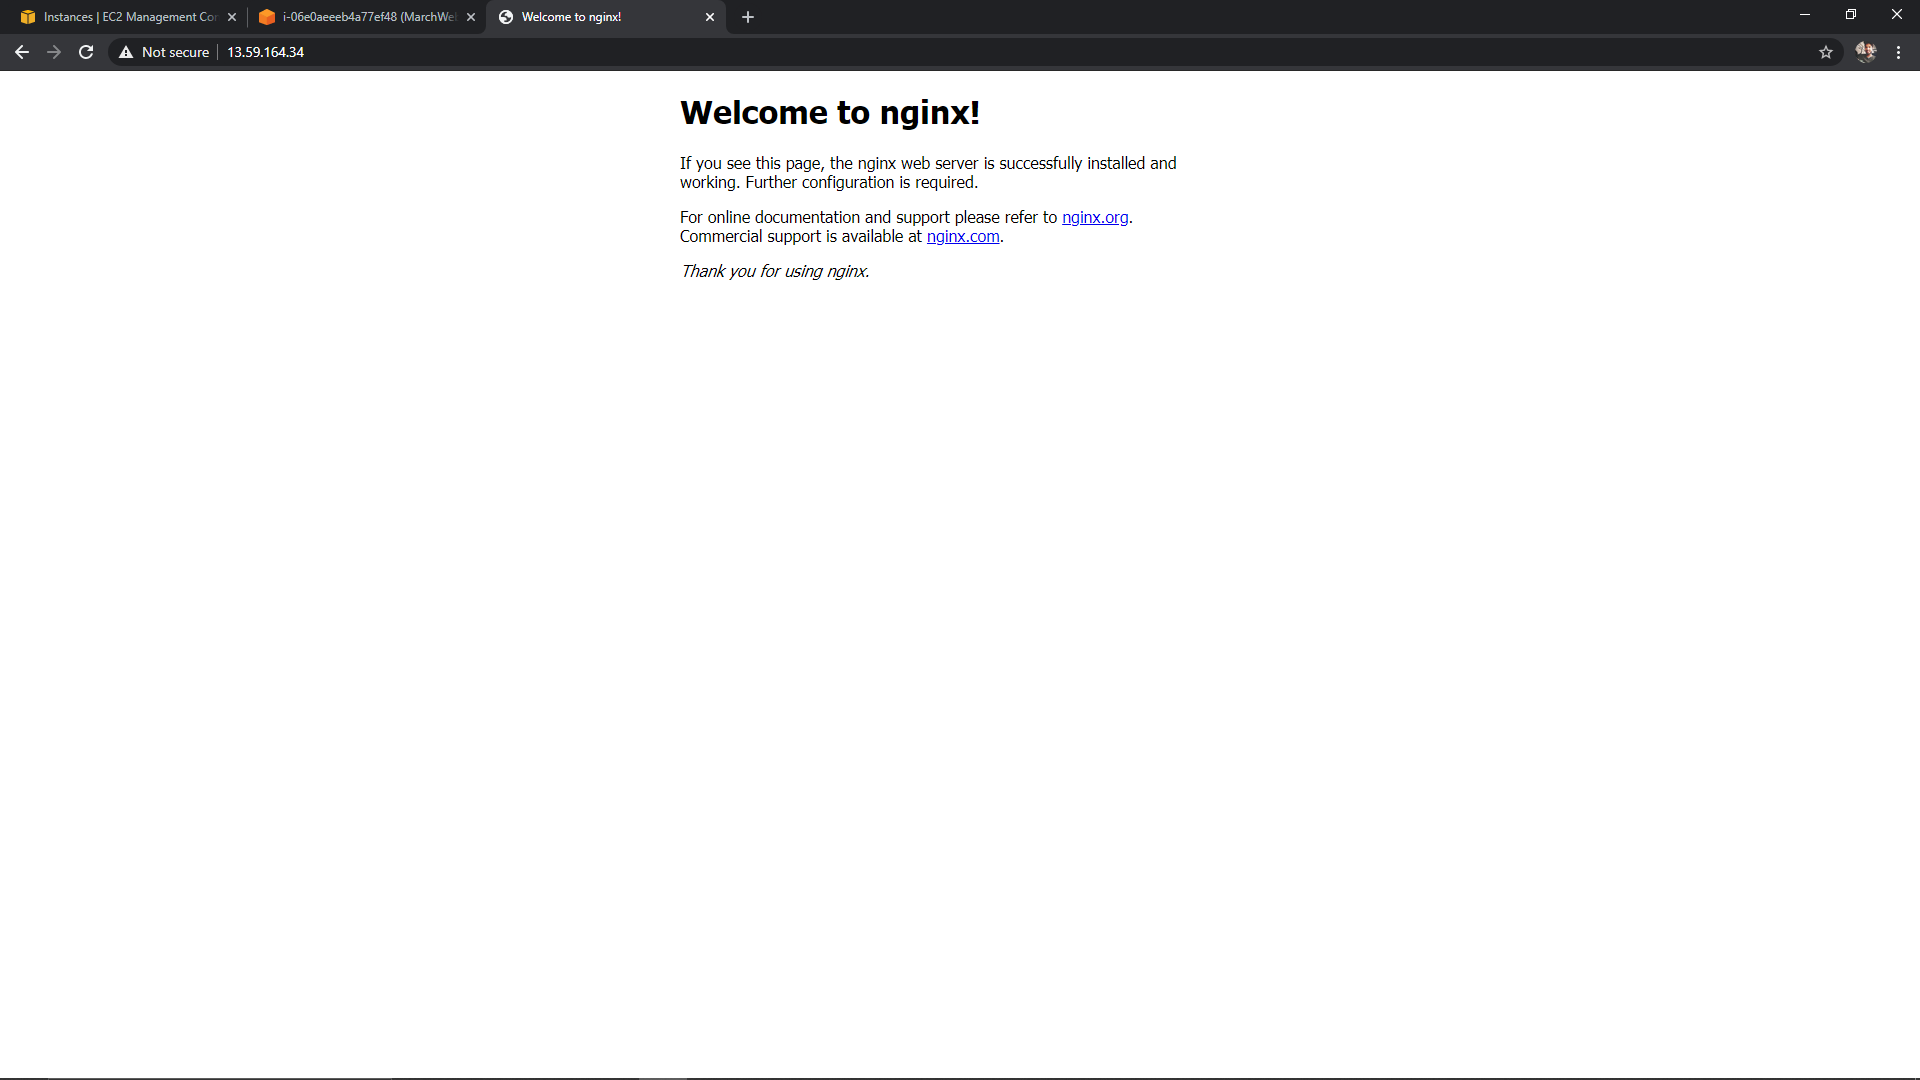 Instances | EC2 Management Con
i-06e0aeeeb4a77ef48 (MarchWeb
Welcome to nginx!
Not secure
13.59.164.34
Welcome to nginx!
If you see this page, the nginx web server is successfully installed and
working. Further configuration is required.
For online documentation and support please refer to nginx.org.
Commercial support is available at nginx.com.
Thank you for using nginx.